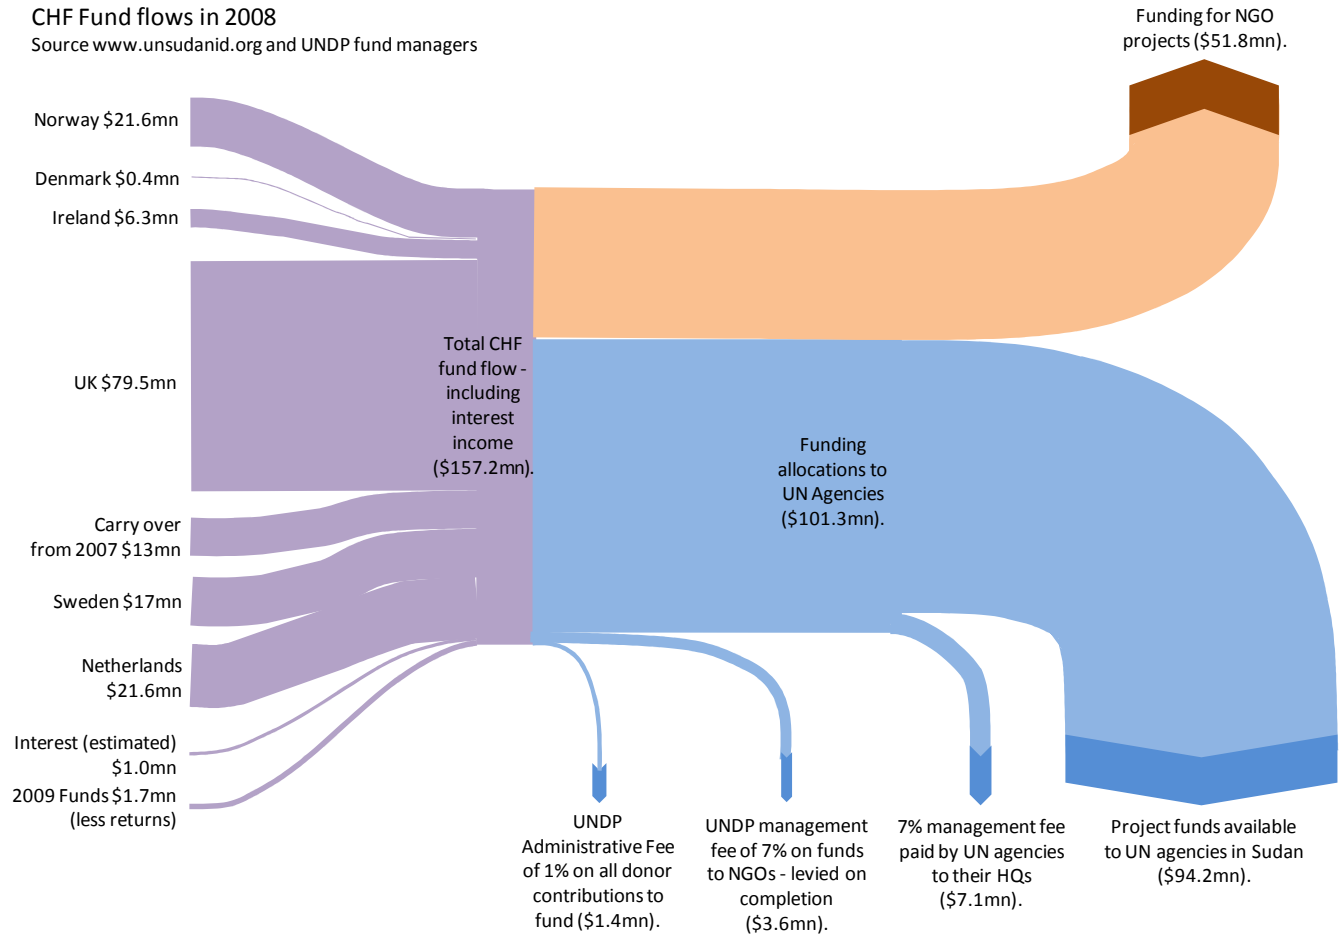 CHF Fund flows in 2008
Source www.unsudanid.org and UNDP fund managers
Funding for NGO
projects ($51.8mn).
Norway $21.6mn
Denmark $0.4mn
Ireland $6.3mn
UK $79.5mn
Carry over
from 2007 $13mn
Sweden $17mn
Netherlands
$21.6mn
Interest (estimated)
$1.0mn
2009 Funds $1.7mn
(less returns)
Total CHF
fund flow -
including
interest
income
($157.2mn).
Funding
allocations to
UN Agencies
($101.3mn).
UNDP
Administrative Fee
of 1% on all donor
contributions to
fund ($1.4mn).
UNDP management
fee of 7% on funds
to NGOs - levied on
completion
($3.6mn).
7% management fee
paid by UN agencies
to their HQs
($7.1mn).
Project funds available
to UN agencies in Sudan
($94.2mn).